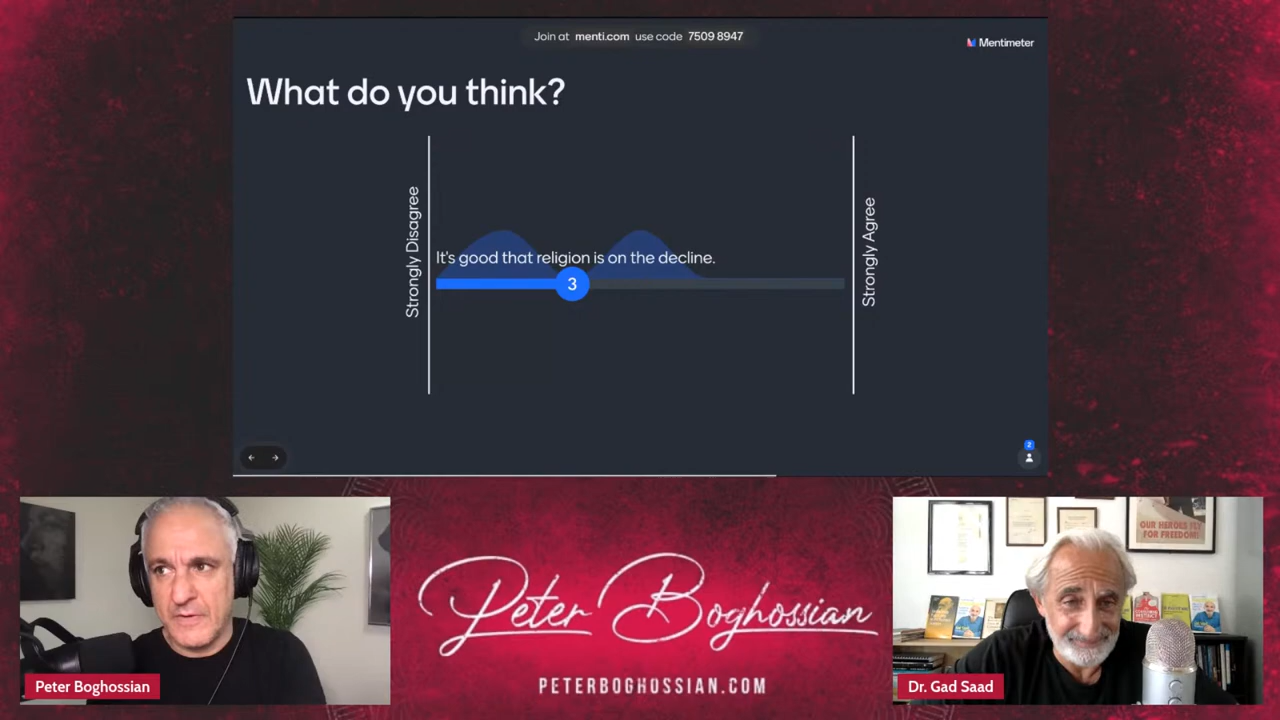 Join at menti.com use code 7509 8947
Mentimeter
What do you think?
Strongly Disagree
It's good that religion is on the decline.
3
Strongly Agree
2
OUR HEROES FLY
FOR FREEDOM!
Peter Boghossian
PETERBOGHOSSIAN.COM
Peter Boghossian
Dr. Gad Saad